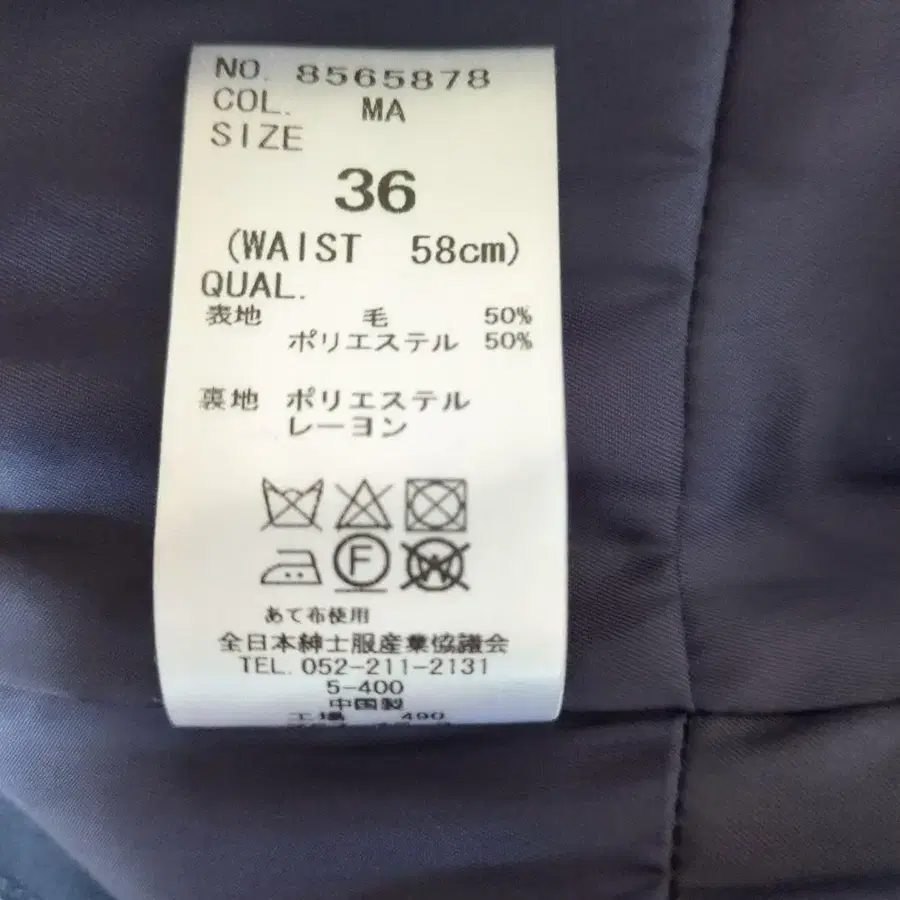 NO. 8565878
COL. MA
SIZE
36
(WAIST 58cm)
QUAL.
表地 毛 50%
ポリエステル 50%
裏地 ポリエステル
レーヨン
F
W
あて布使用
全日本紳士服産業協議会
TEL. 052-211-2131
5-400
中国製
工場 490